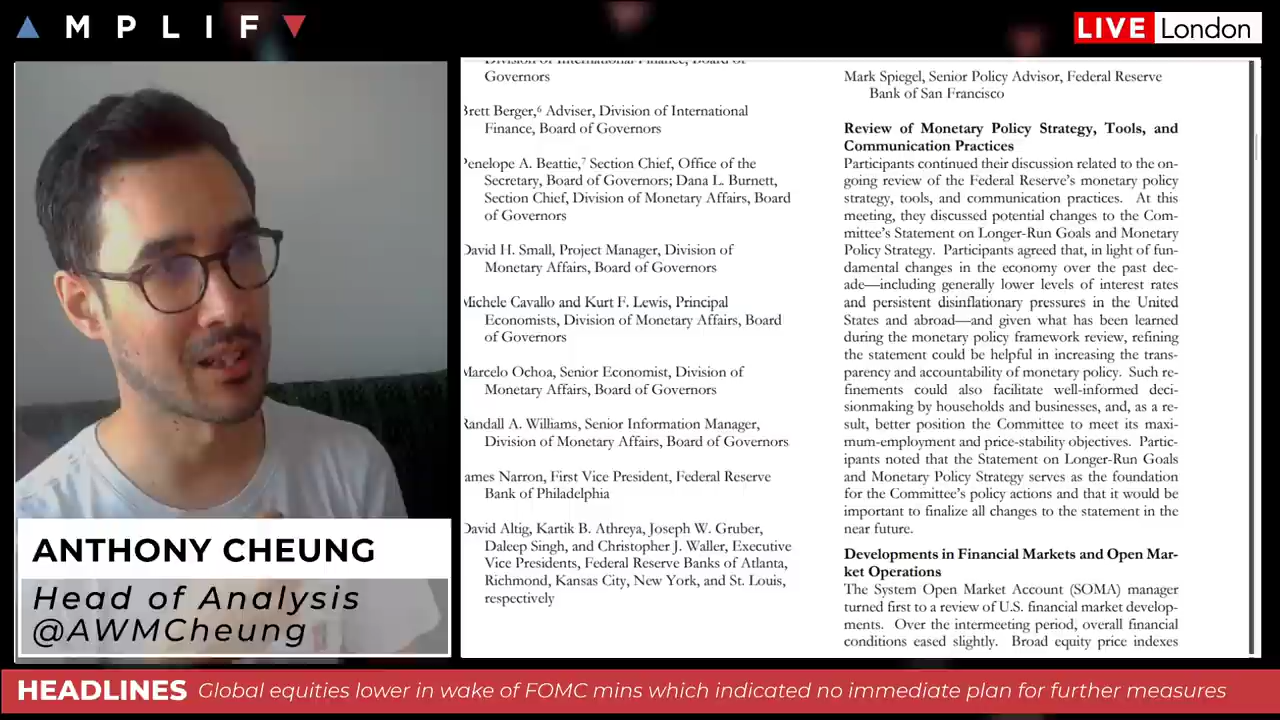 MPLIF
LIVE London
Division of International Finance, Board of
Governors
Brett Berger,⁶ Adviser, Division of International
Finance, Board of Governors
Penelope A. Beattie,⁷ Section Chief, Office of the
Secretary, Board of Governors; Dana L. Burnett,
Section Chief, Division of Monetary Affairs, Board
of Governors
David H. Small, Project Manager, Division of
Monetary Affairs, Board of Governors
Michele Cavallo and Kurt F. Lewis, Principal
Economists, Division of Monetary Affairs, Board
of Governors
Marcelo Ochoa, Senior Economist, Division of
Monetary Affairs, Board of Governors
Randall A. Williams, Senior Information Manager,
Division of Monetary Affairs, Board of Governors
James Narron, First Vice President, Federal Reserve
Bank of Philadelphia
David Altig, Kartik B. Athreya, Joseph W. Gruber,
Daleep Singh, and Christopher J. Waller, Executive
Vice Presidents, Federal Reserve Banks of Atlanta,
Richmond, Kansas City, New York, and St. Louis,
respectively
Mark Spiegel, Senior Policy Advisor, Federal Reserve
Bank of San Francisco
Review of Monetary Policy Strategy, Tools, and
Communication Practices
Participants continued their discussion related to the on-
going review of the Federal Reserve's monetary policy
strategy, tools, and communication practices. At this
meeting, they discussed potential changes to the Com-
mittee's Statement on Longer-Run Goals and Monetary
Policy Strategy. Participants agreed that, in light of fun-
damental changes in the economy over the past dec-
ade—including generally lower levels of interest rates
and persistent disinflationary pressures in the United
States and abroad—and given what has been learned
during the monetary policy framework review, refining
the statement could be helpful in increasing the trans-
parency and accountability of monetary policy. Such re-
finements could also facilitate well-informed deci-
sionmaking by households and businesses, and, as a re-
sult, better position the Committee to meet its maxi-
mum-employment and price-stability objectives. Partic-
ipants noted that the Statement on Longer-Run Goals
and Monetary Policy Strategy serves as the foundation
for the Committee's policy actions and that it would be
important to finalize all changes to the statement in the
near future.
Developments in Financial Markets and Open Mar-
ket Operations
The System Open Market Account (SOMA) manager
turned first to a review of U.S. financial market develop-
ments. Over the intermeeting period, overall financial
conditions eased slightly. Broad equity price indexes
ANTHONY CHEUNG
Head of Analysis
@AWMCheung
HEADLINES Global equities lower in wake of FOMC mins which indicated no immediate plan for further measures